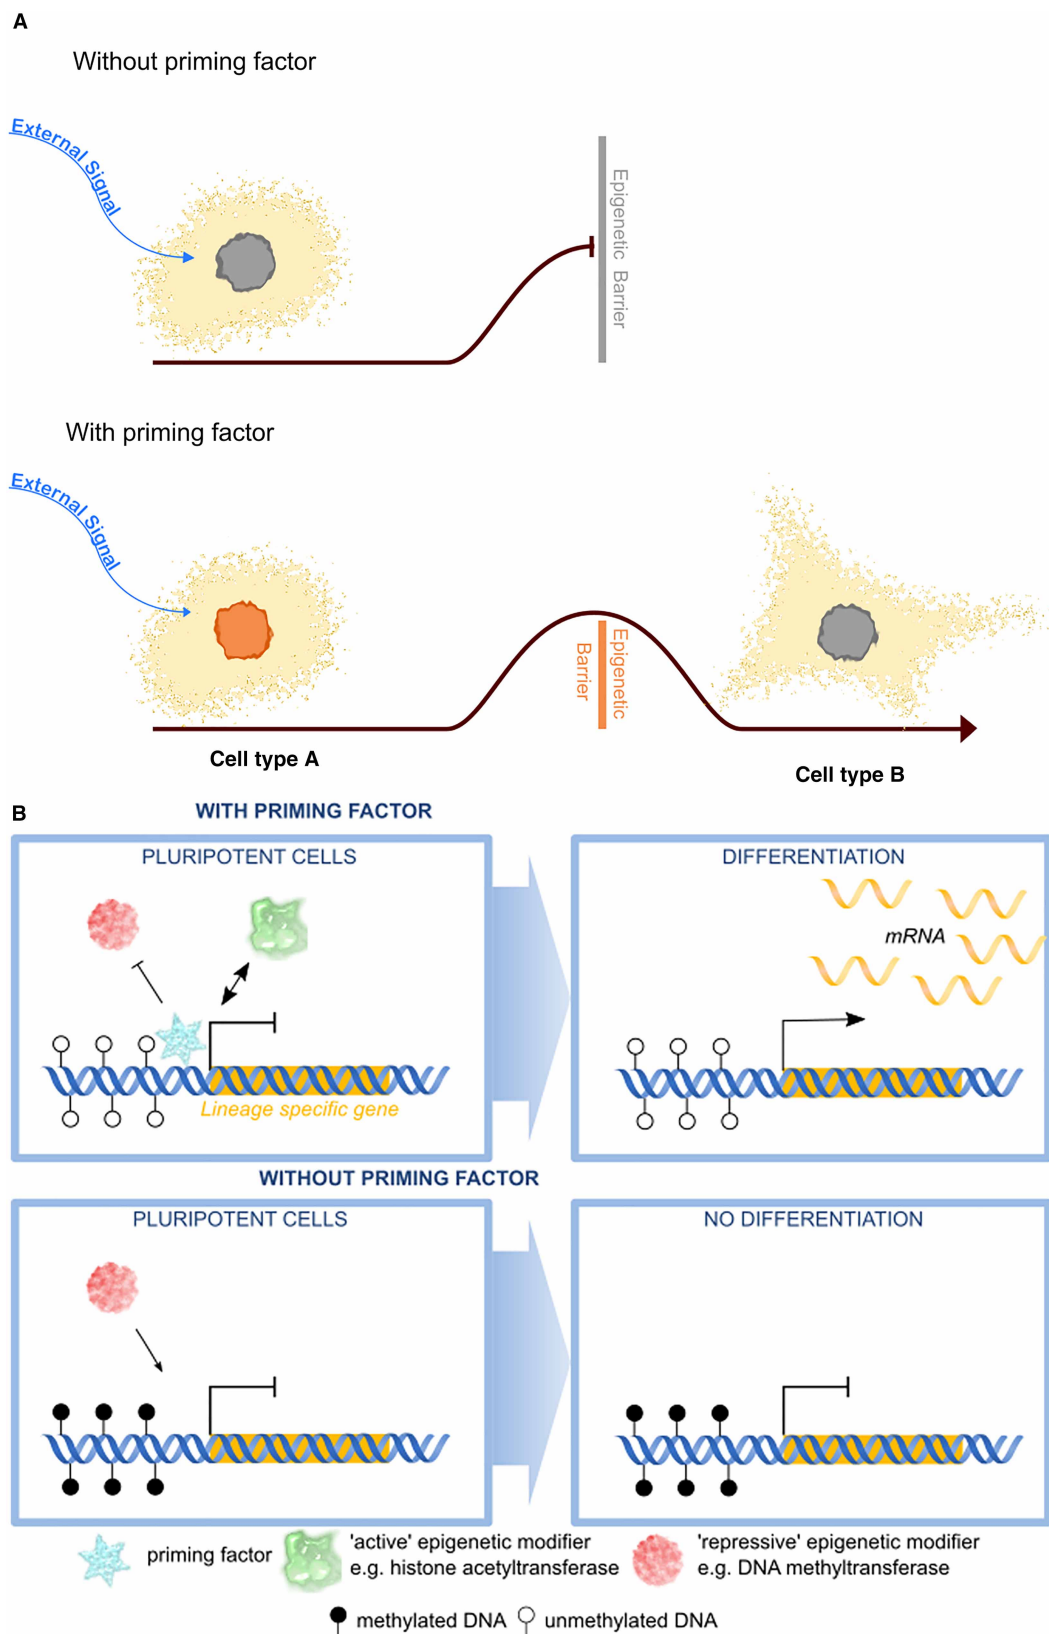 A
Without priming factor
External Signal
Epigenetic Barrier
With priming factor
External Signal
Epigenetic
Barrier
Cell type A
Cell type B
B
WITH PRIMING FACTOR
PLURIPOTENT CELLS
DIFFERENTIATION
mRNA
Lineage specific gene
WITHOUT PRIMING FACTOR
PLURIPOTENT CELLS
NO DIFFERENTIATION
priming factor
'active' epigenetic modifier
e.g. histone acetyltransferase
'repressive' epigenetic modifier
e.g. DNA methyltransferase
methylated DNA
unmethylated DNA